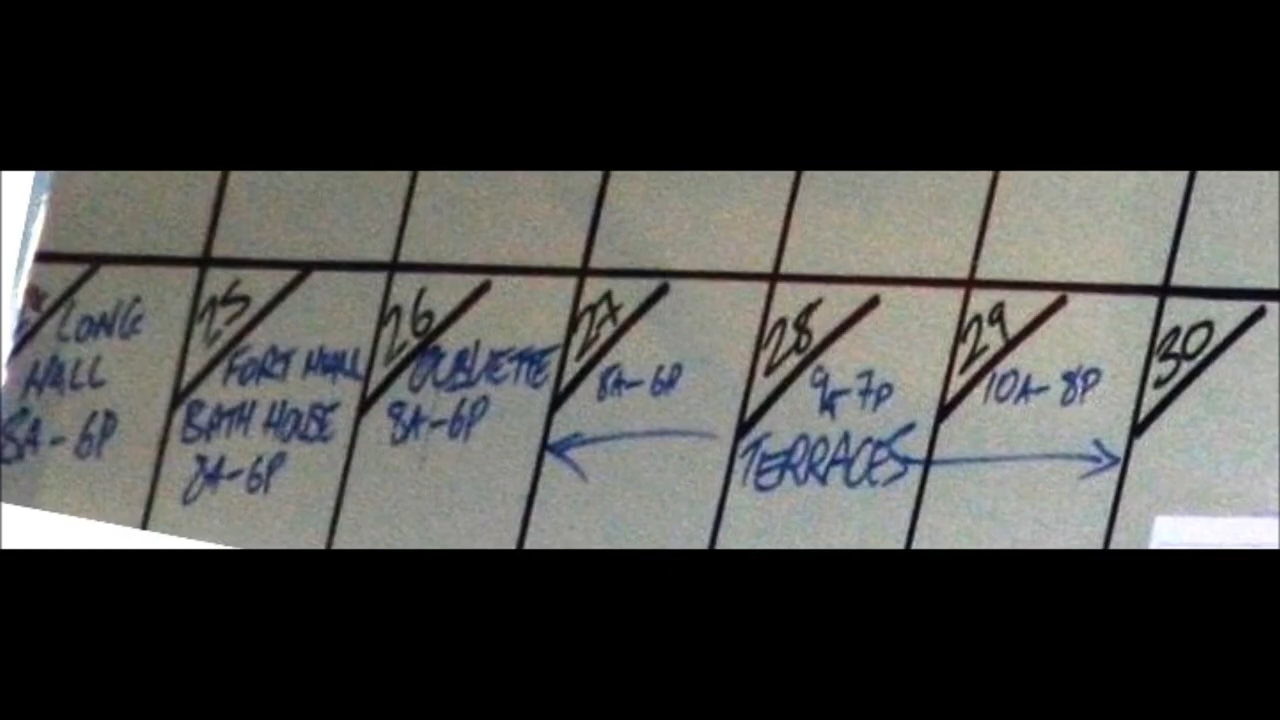 LONG
HALL
8A-6P
25
FORT HALL
BATH HOUSE
8A-6P
26
OUBLIETTE
8A-6P
27
8A-6P
28
9A-7P
TERRACES
29
10A-8P
30